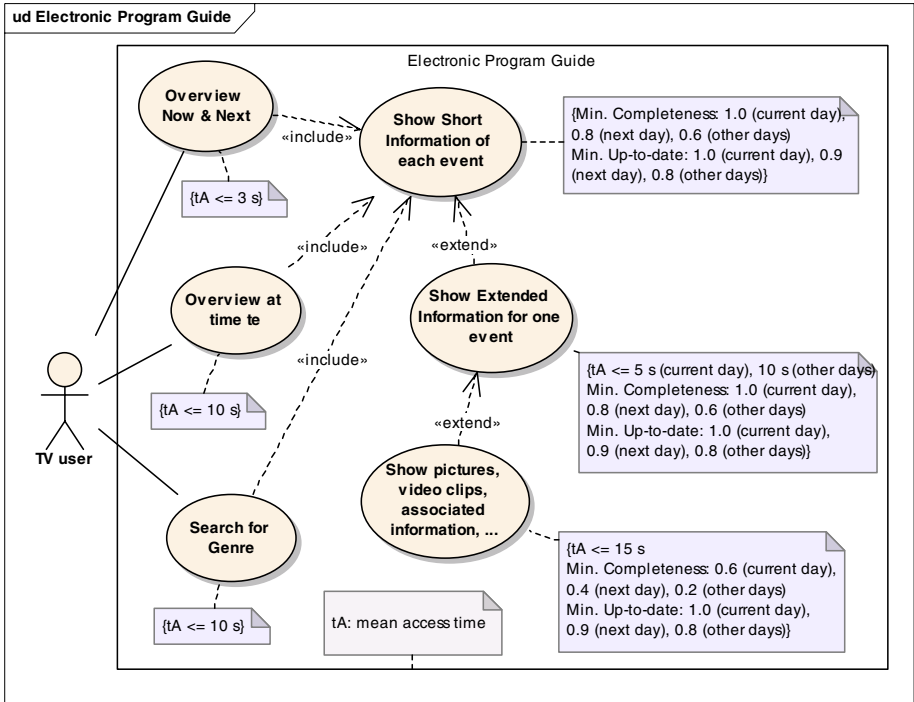 ud Electronic Program Guide
Electronic Program Guide
Overview
Now & Next
«include»
Show Short
Information of
each event
{Min. Completeness: 1.0 (current day),
0.8 (next day), 0.6 (other days)
Min. Up-to-date: 1.0 (current day), 0.9
(next day), 0.8 (other days)}
{tA <= 3 s}
«include»
«extend»
Overview at
time te
Show Extended
Information for one
event
«include»
{tA <= 5 s (current day), 10 s (other days)
Min. Completeness: 1.0 (current day),
0.8 (next day), 0.6 (other days)
Min. Up-to-date: 1.0 (current day),
0.9 (next day), 0.8 (other days)}
{tA <= 10 s}
«extend»
TV user
Show pictures,
video clips,
associated
information, ...
Search for
Genre
{tA <= 15 s
Min. Completeness: 0.6 (current day),
0.4 (next day), 0.2 (other days)
Min. Up-to-date: 1.0 (current day),
0.9 (next day), 0.8 (other days)}
{tA <= 10 s}
tA: mean access time